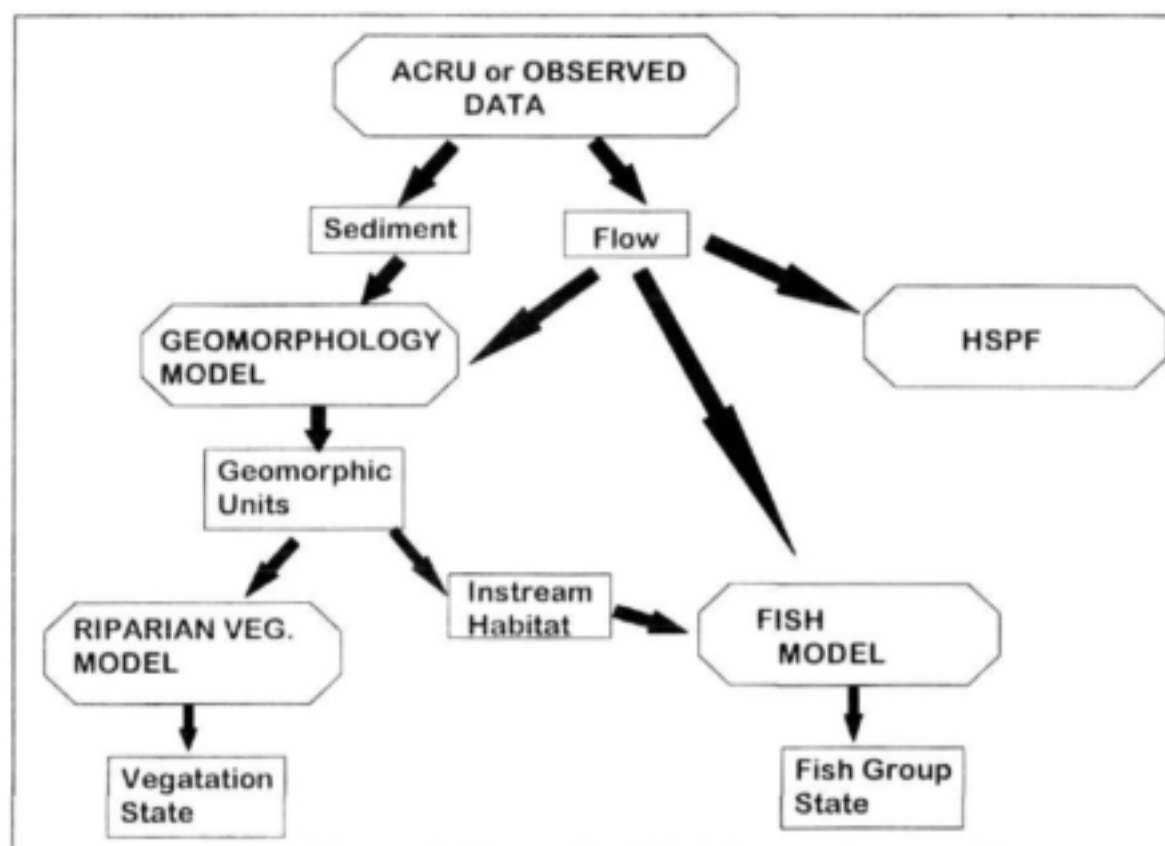 ACRU or OBSERVED
DATA
Sediment
Flow
GEOMORPHOLOGY
MODEL
HSPF
Geomorphic
Units
Instream
Habitat
RIPARIAN VEG.
MODEL
FISH
MODEL
Vegatation
State
Fish Group
State